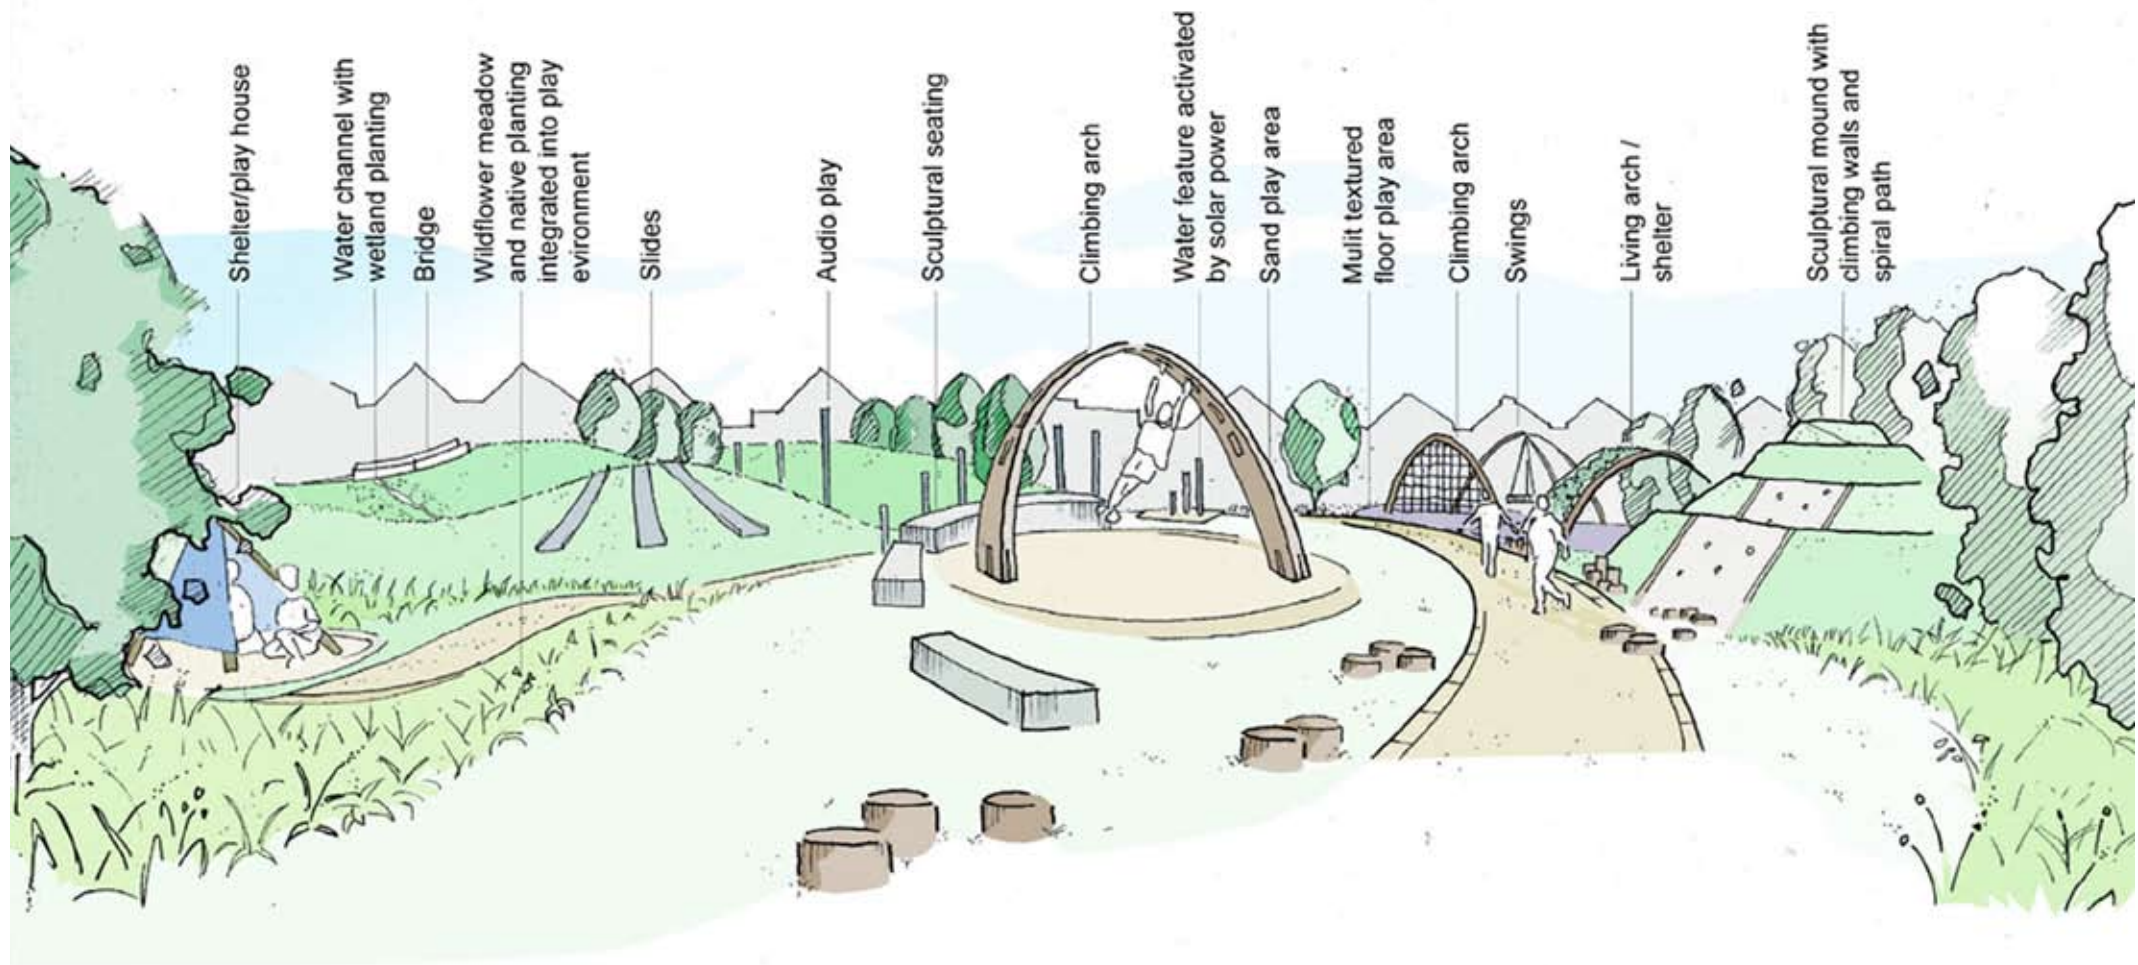 Shelter/play house
Water channel with
wetland planting
Bridge
Wildflower meadow
and native planting
integrated into play
evironment
Slides
Audio play
Sculptural seating
Climbing arch
Water feature activated
by solar power
Sand play area
Mulit textured
floor play area
Climbing arch
Swings
Living arch /
shelter
Sculptural mound with
climbing walls and
spiral path